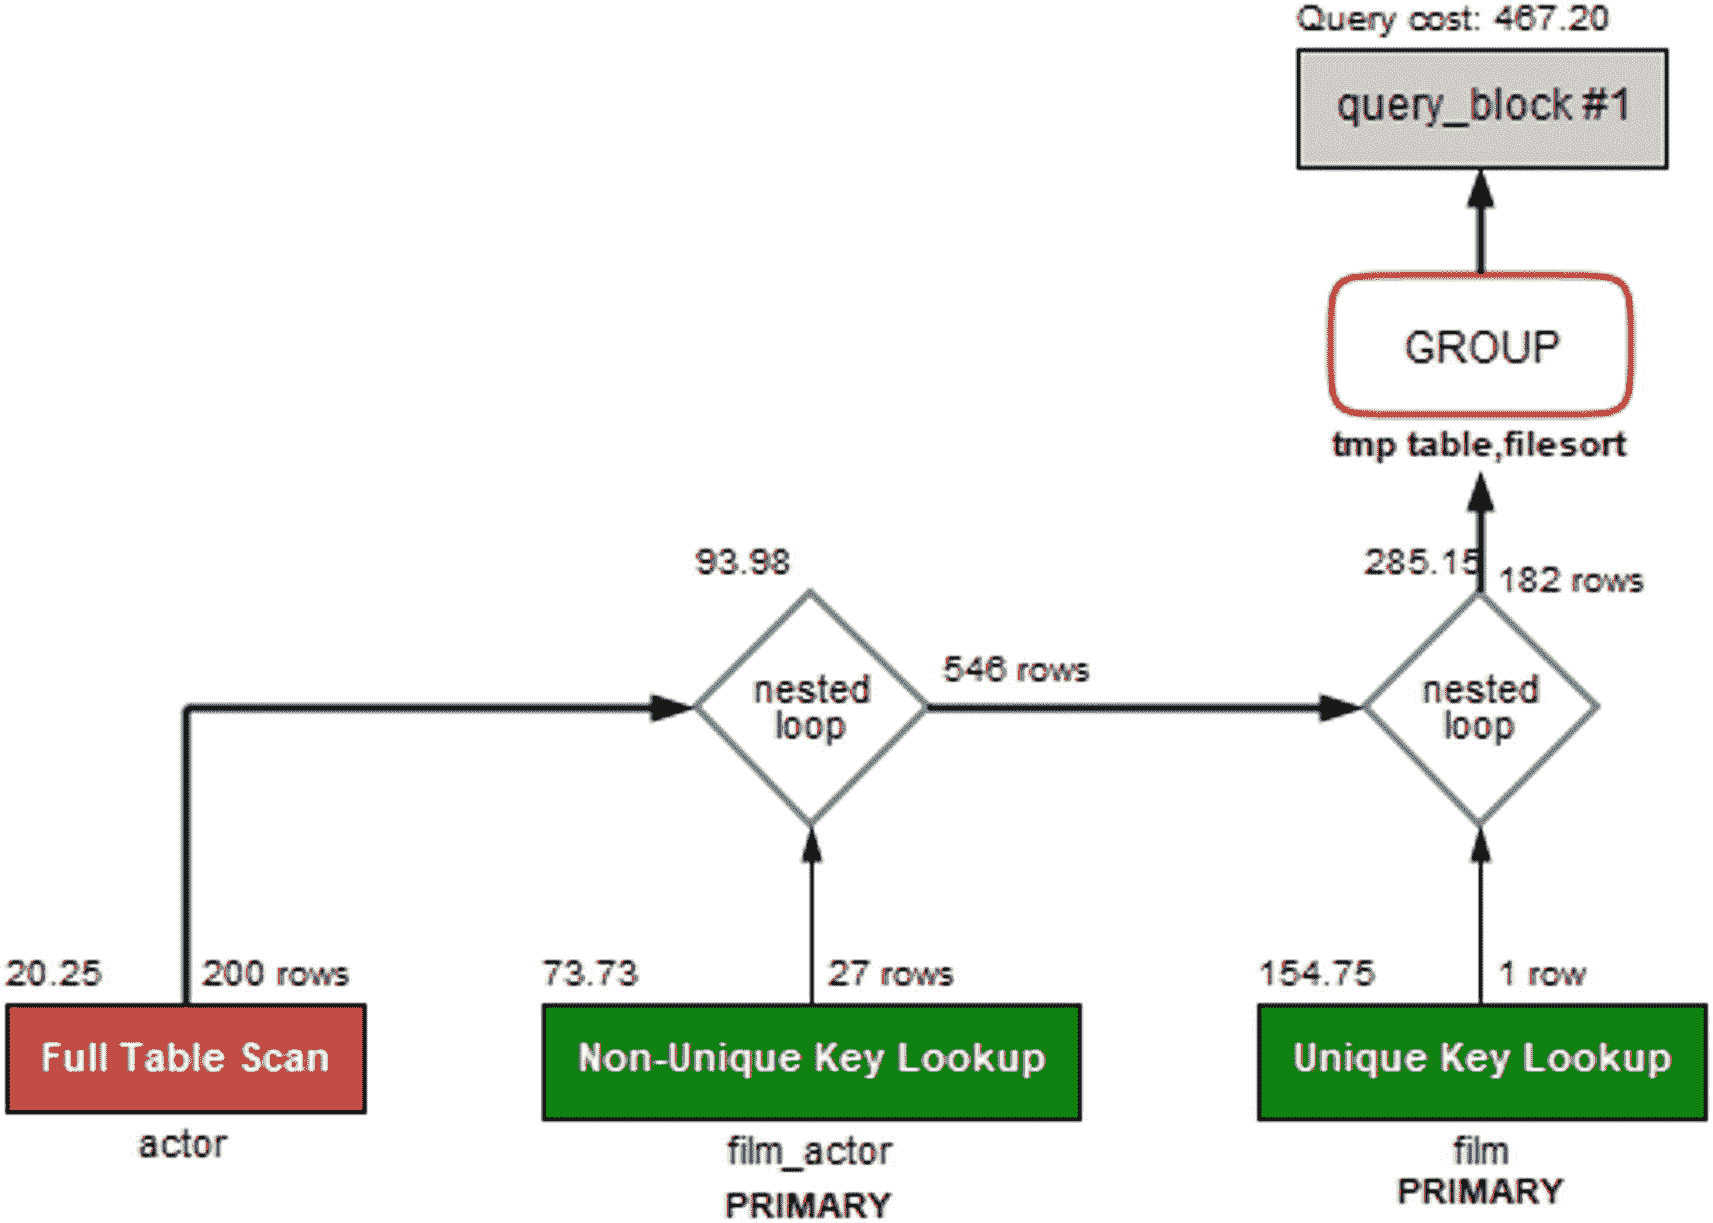 Query cost: 467.20
query_block #1
GROUP
tmp table,filesort
93.98
285.15
182 rows
nested
loop
546 rows
nested
loop
20.25
200 rows
73.73
27 rows
154.75
1 row
Full Table Scan
Non-Unique Key Lookup
Unique Key Lookup
actor
film_actor
PRIMARY
film
PRIMARY